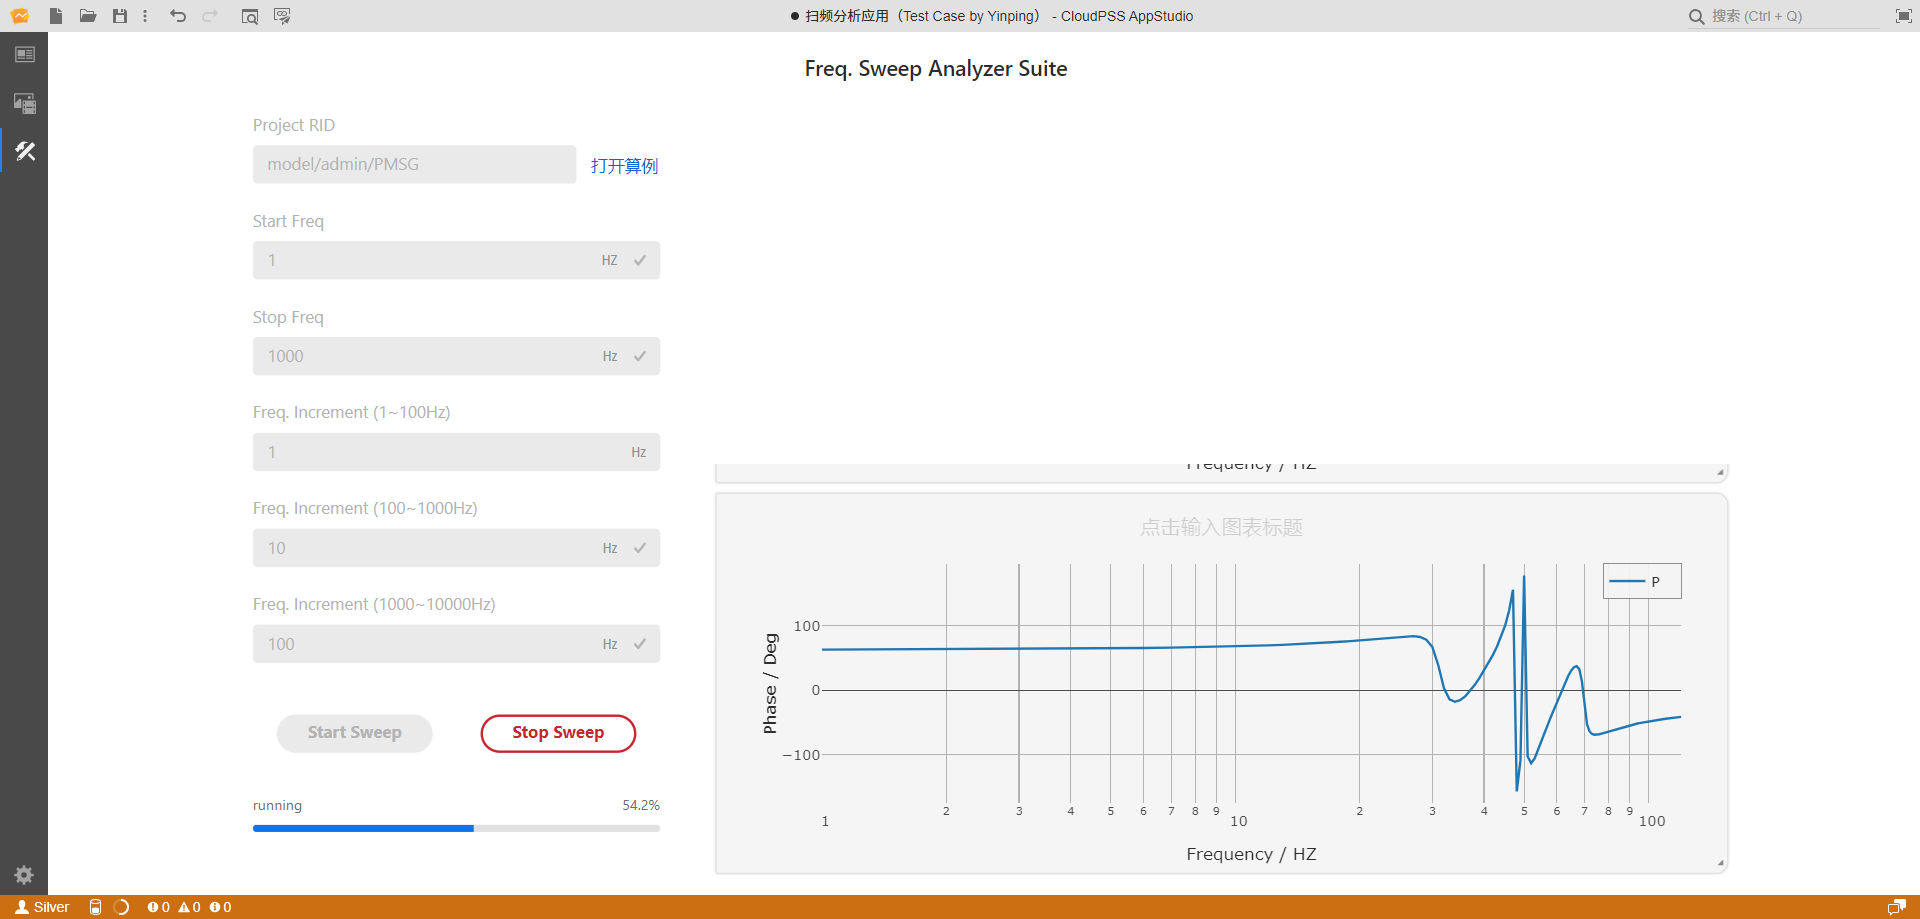 ● 扫频分析应用（Test Case by Yinping） - CloudPSS AppStudio
搜索 (Ctrl + Q)
Freq. Sweep Analyzer Suite
Project RID
model/admin/PMSG
打开算例
Start Freq
1 HZ
Stop Freq
1000 Hz
Freq. Increment (1~100Hz)
1 Hz
Freq. Increment (100~1000Hz)
10 Hz
Freq. Increment (1000~10000Hz)
100 Hz
Start Sweep
Stop Sweep
running 54.2%
Frequency / HZ
点击输入图表标题
P
Phase / Deg
100
0
−100
2 3 4 5 6 7 8 9 2 3 4 5 6 7 8 9
1 10 100
Frequency / HZ
Silver 0 0 0